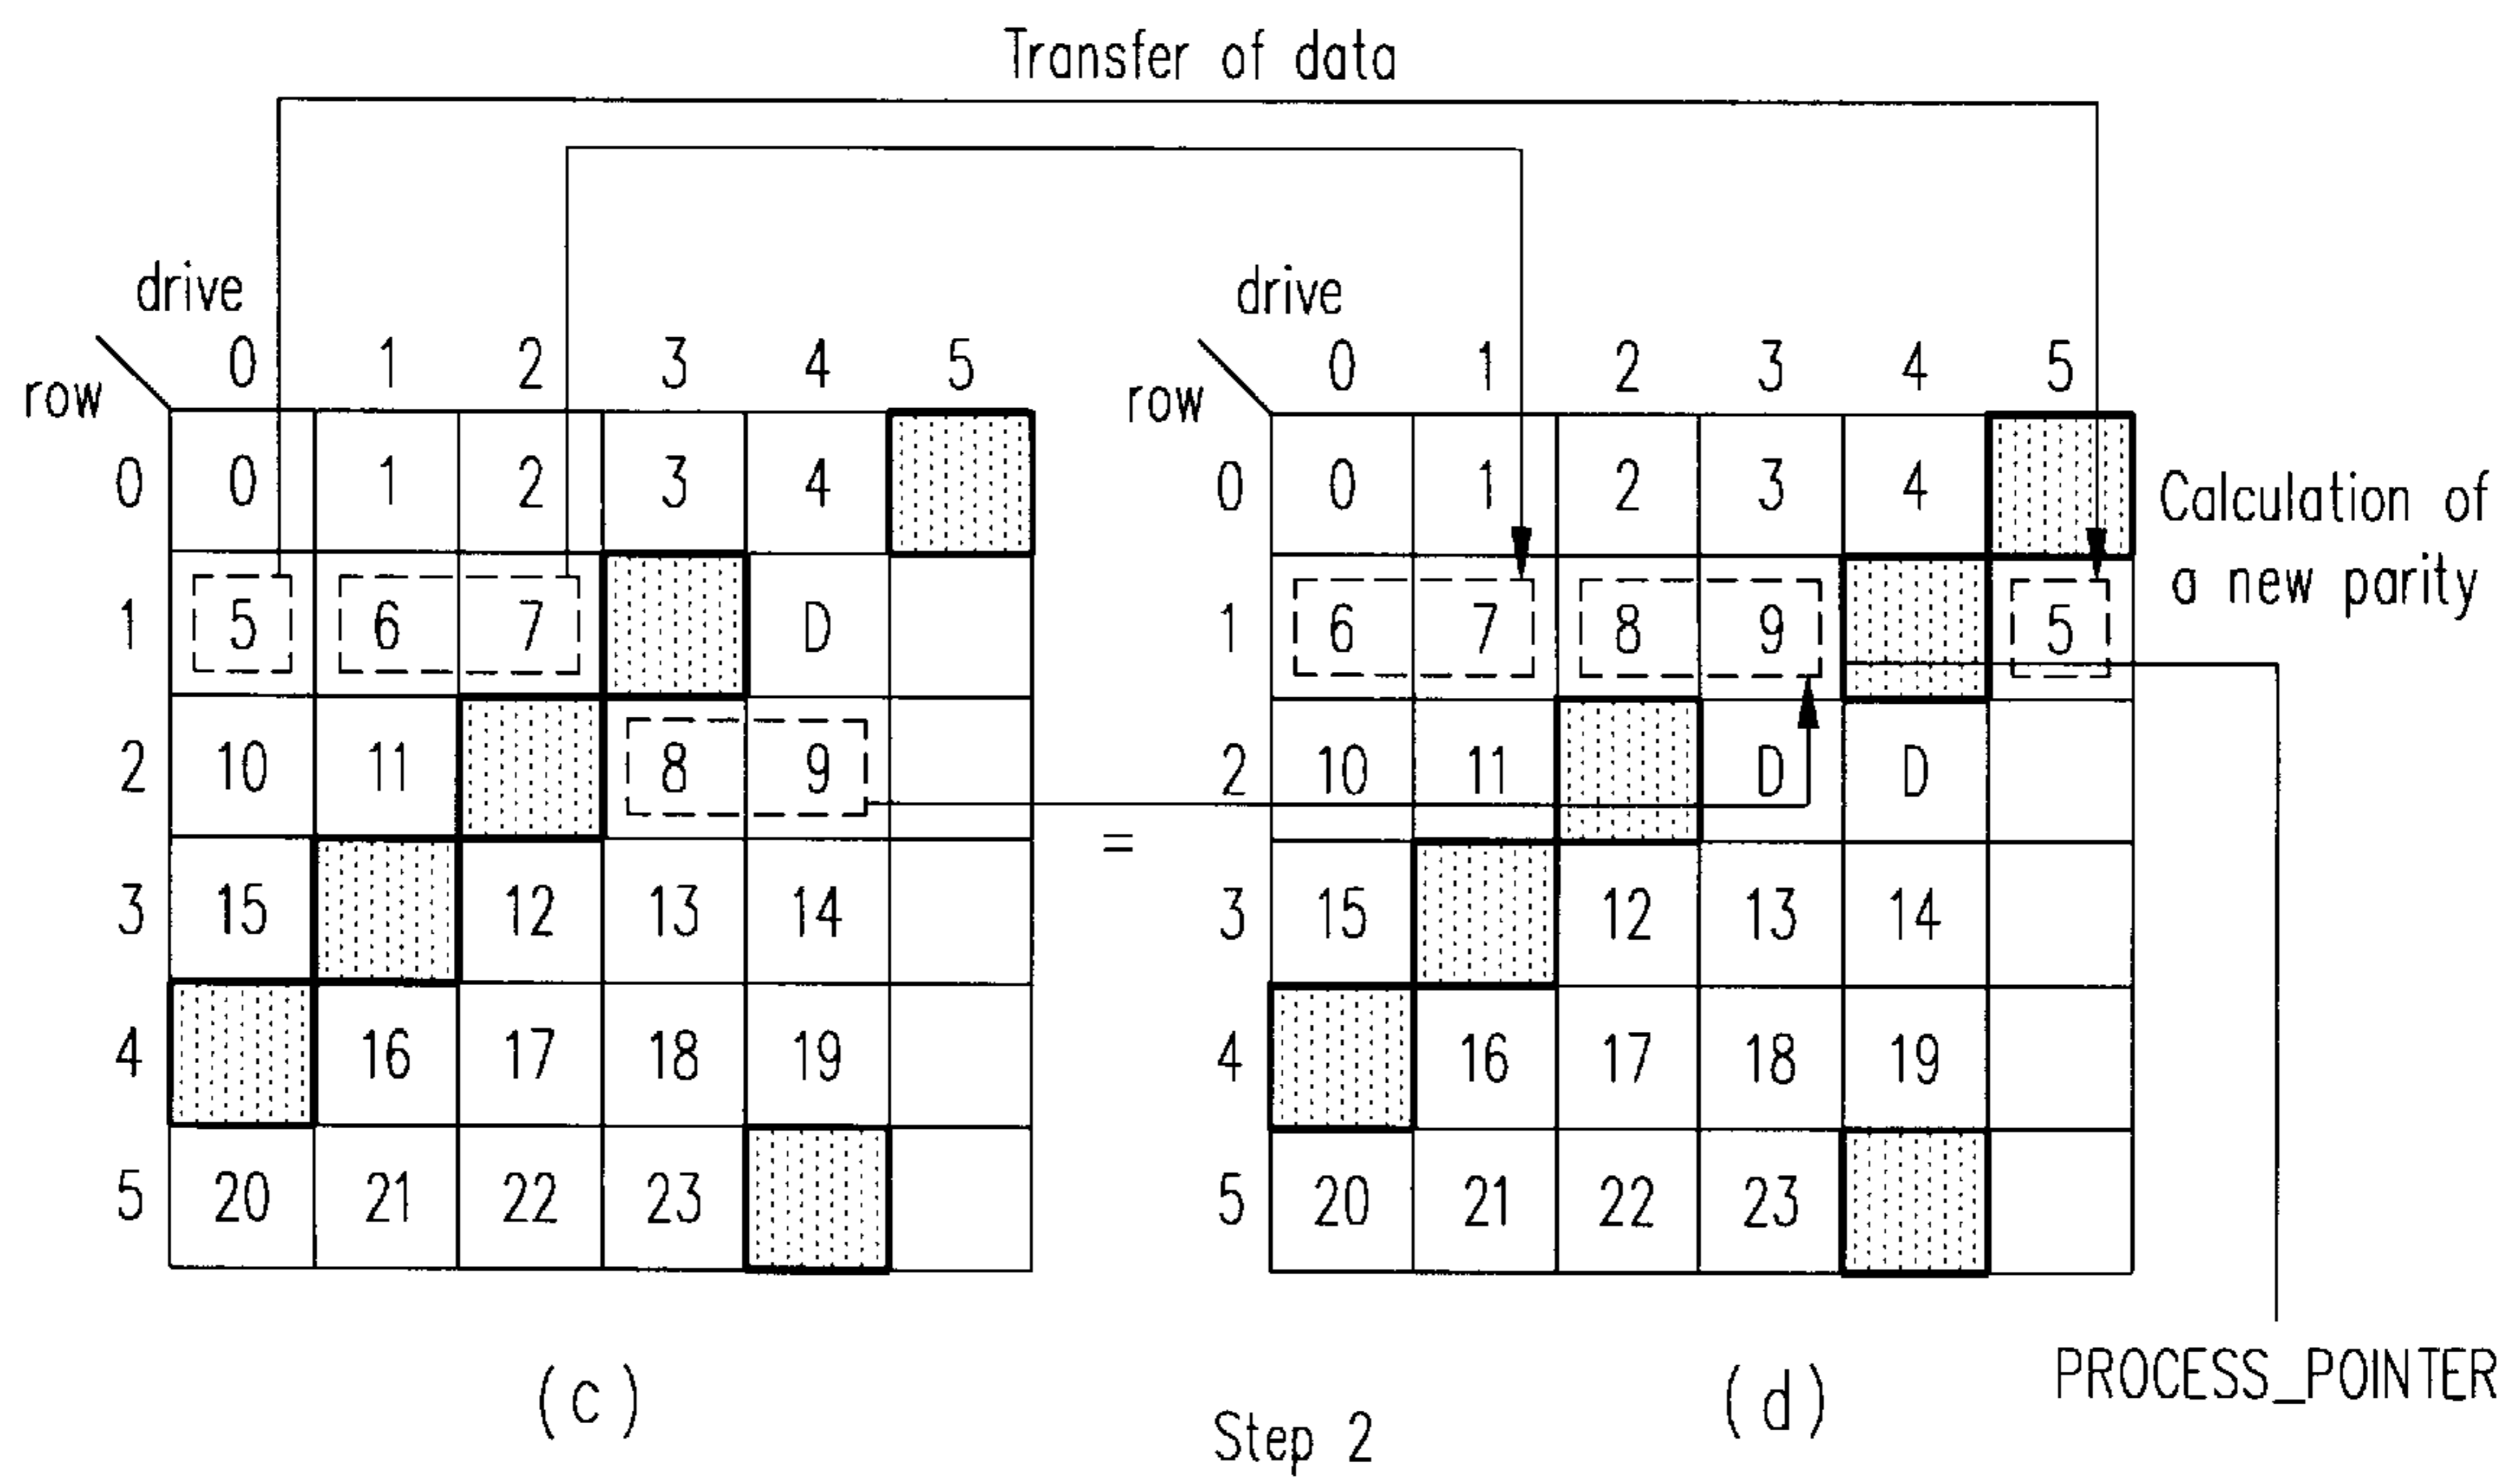 Transfer of data
drive
drive
0 1 2 3 4 5
0 1 2 3 4 5
row
row
0 0 1 2 3 4
0 0 1 2 3 4
Calculation of
a new parity
1 5 6 7 D
1 6 7 8 9 5
2 10 11 8 9
2 10 11 D D
=
3 15 12 13 14
3 15 12 13 14
4 16 17 18 19
4 16 17 18 19
5 20 21 22 23
5 20 21 22 23
PROCESS_POINTER
(c)
(d)
Step 2